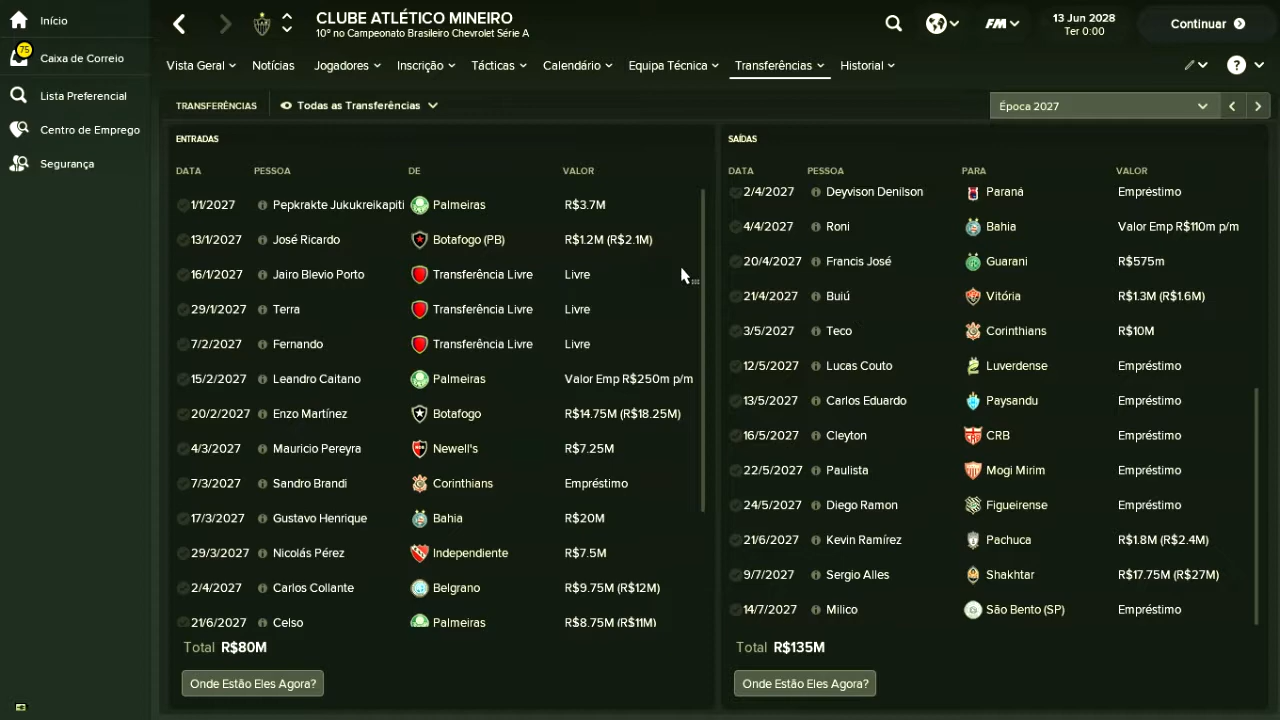 Início
75
Caixa de Correio
Lista Preferencial
Centro de Emprego
Segurança
CLUBE ATLÉTICO MINEIRO
10º no Campeonato Brasileiro Chevrolet Série A
FM
13 Jun 2028
Ter 0:00
Continuar
Vista Geral Notícias Jogadores Inscrição Tácticas Calendário Equipa Técnica Transferências Historial
?
TRANSFERÊNCIAS Todas as Transferências
Época 2027
ENTRADAS
DATA PESSOA DE VALOR
1/1/2027 Pepkrakte Jukukreikapiti Palmeiras R$3.7M
13/1/2027 José Ricardo Botafogo (PB) R$1.2M (R$2.1M)
16/1/2027 Jairo Blevio Porto Transferência Livre Livre
29/1/2027 Terra Transferência Livre Livre
7/2/2027 Fernando Transferência Livre Livre
15/2/2027 Leandro Caitano Palmeiras Valor Emp R$250m p/m
20/2/2027 Enzo Martínez Botafogo R$14.75M (R$18.25M)
4/3/2027 Mauricio Pereyra Newell's R$7.25M
7/3/2027 Sandro Brandi Corinthians Empréstimo
17/3/2027 Gustavo Henrique Bahia R$20M
29/3/2027 Nicolás Pérez Independiente R$7.5M
2/4/2027 Carlos Collante Belgrano R$9.75M (R$12M)
21/6/2027 Celso Palmeiras R$8.75M (R$11M)
Total R$80M
Onde Estão Eles Agora?
SAÍDAS
DATA PESSOA PARA VALOR
2/4/2027 Deyvison Denilson Paraná Empréstimo
4/4/2027 Roni Bahia Valor Emp R$110m p/m
20/4/2027 Francis José Guarani R$575m
21/4/2027 Buiú Vitória R$1.3M (R$1.6M)
3/5/2027 Teco Corinthians R$10M
12/5/2027 Lucas Couto Luverdense Empréstimo
13/5/2027 Carlos Eduardo Paysandu Empréstimo
16/5/2027 Cleyton CRB Empréstimo
22/5/2027 Paulista Mogi Mirim Empréstimo
24/5/2027 Diego Ramon Figueirense Empréstimo
21/6/2027 Kevin Ramírez Pachuca R$1.8M (R$2.4M)
9/7/2027 Sergio Alles Shakhtar R$17.75M (R$27M)
14/7/2027 Milico São Bento (SP) Empréstimo
Total R$135M
Onde Estão Eles Agora?